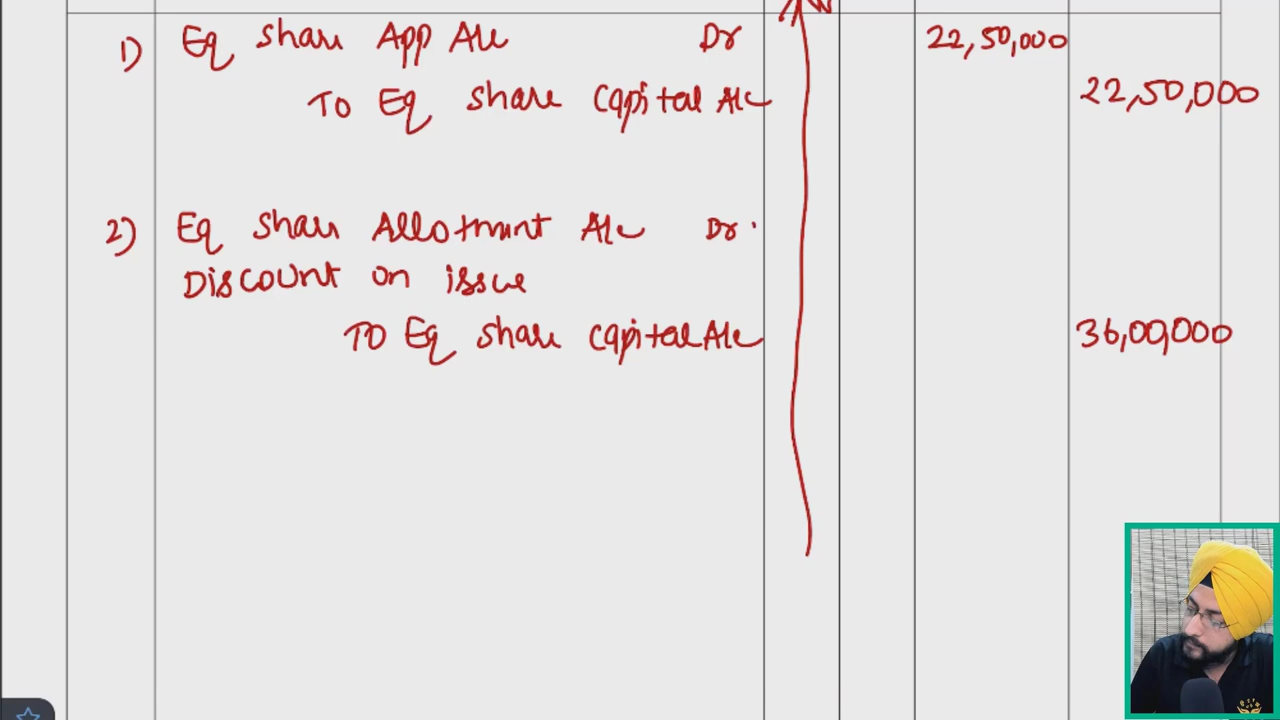 1) Eq share App A/c Dr 22,50,000
To Eq share Capital A/c 22,50,000
2) Eq share Allotment A/c Dr.
Discount on issue
To Eq share Capital A/c 36,00,000